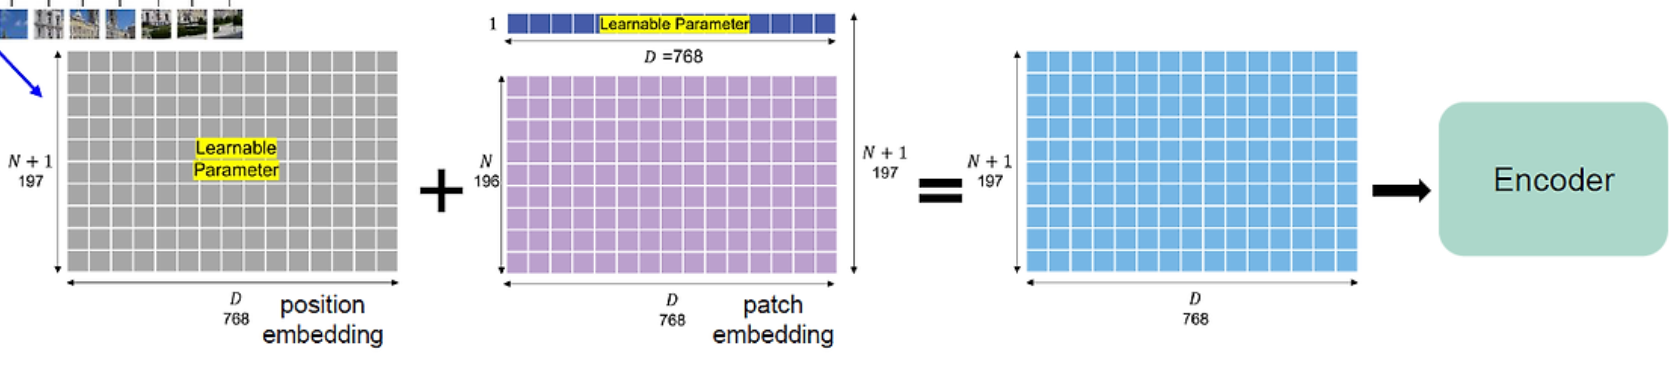 N + 1
197
Learnable
Parameter
D
768
position
embedding
+
1
Learnable Parameter
D =768
N
196
D
768
patch
embedding
N + 1
197
=
N + 1
197
D
768
Encoder